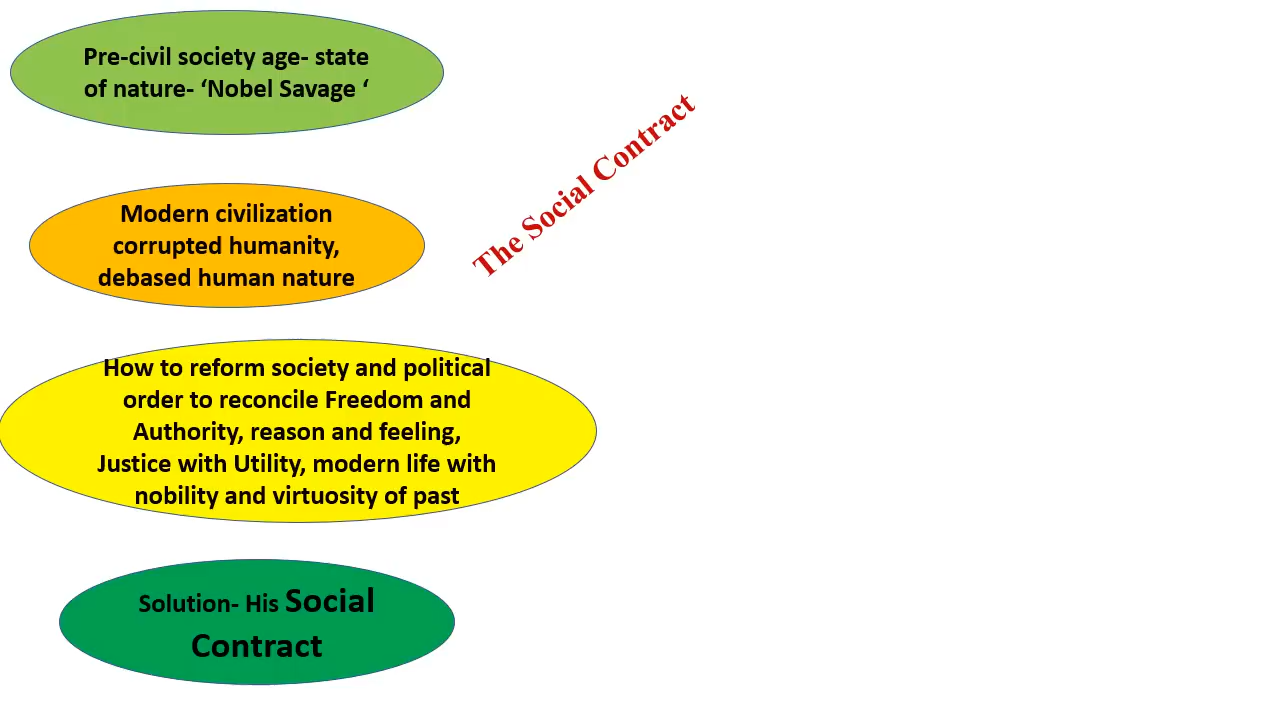 Pre-civil society age- state
of nature- ‘Nobel Savage ‘
The Social Contract
Modern civilization
corrupted humanity,
debased human nature
How to reform society and political
order to reconcile Freedom and
Authority, reason and feeling,
Justice with Utility, modern life with
nobility and virtuosity of past
Solution- His Social
Contract